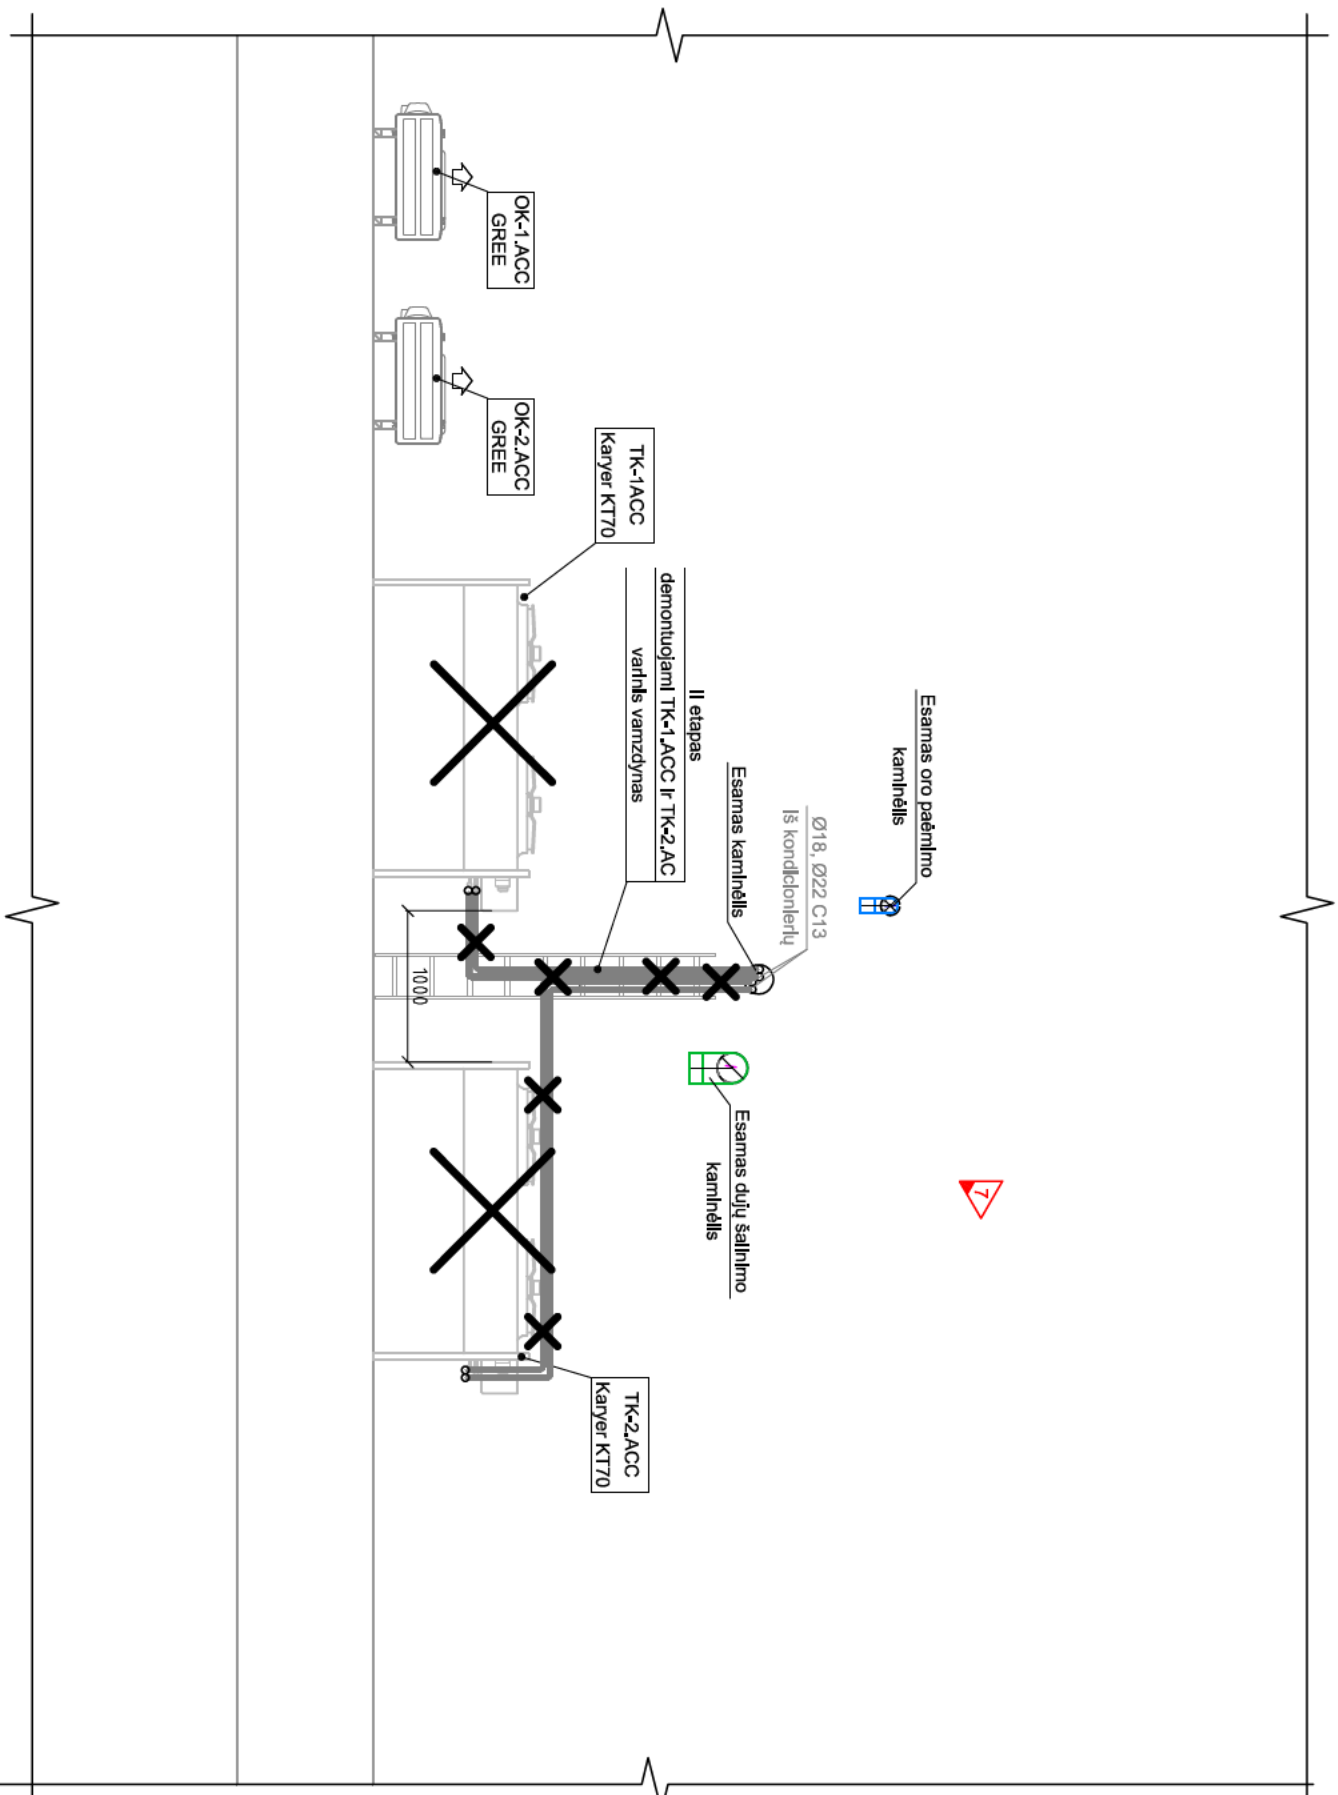 OK-1.ACC
GREE
OK-2.ACC
GREE
TK-1ACC
Karyer KT70
II etapas
demontuojami TK-1.ACC ir TK-2.AC
varinis vamzdynas
Esamas kaminėlis
Ø18, Ø22 C13
Iš kondicionierių
Esamas oro paėmimo
kaminėlis
1000
Esamas dujų šalinimo
kaminėlis
7
TK-2.ACC
Karyer KT70